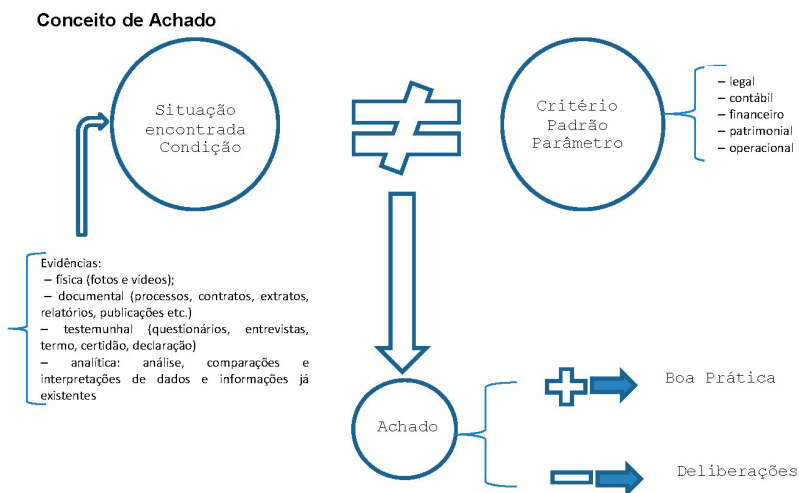 Conceito de Achado
Situação
encontrada
Condição
Critério
Padrão
Parâmetro
– legal
– contábil
– financeiro
– patrimonial
– operacional
Evidências:
– física (fotos e vídeos);
– documental (processos, contratos, extratos,
relatórios, publicações etc.)
– testemunhal (questionários, entrevistas,
termo, certidão, declaração)
– analítica: análise, comparações e
interpretações de dados e informações já
existentes
Achado
Boa Prática
Deliberações